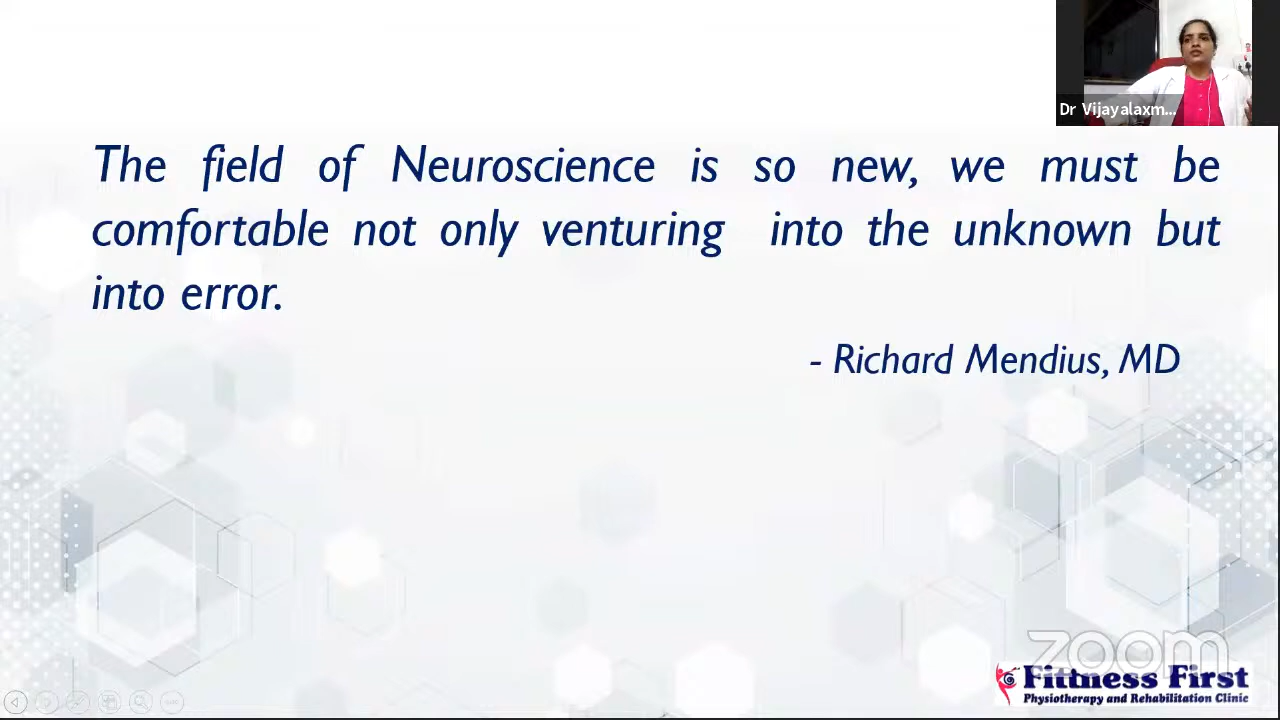 Dr Vijayalaxm...
The field of Neuroscience is so new, we must be
comfortable not only venturing into the unknown but
into error.
- Richard Mendius, MD
zoom
Fittness First
Physiotherapy and Rehabilitation Clinic